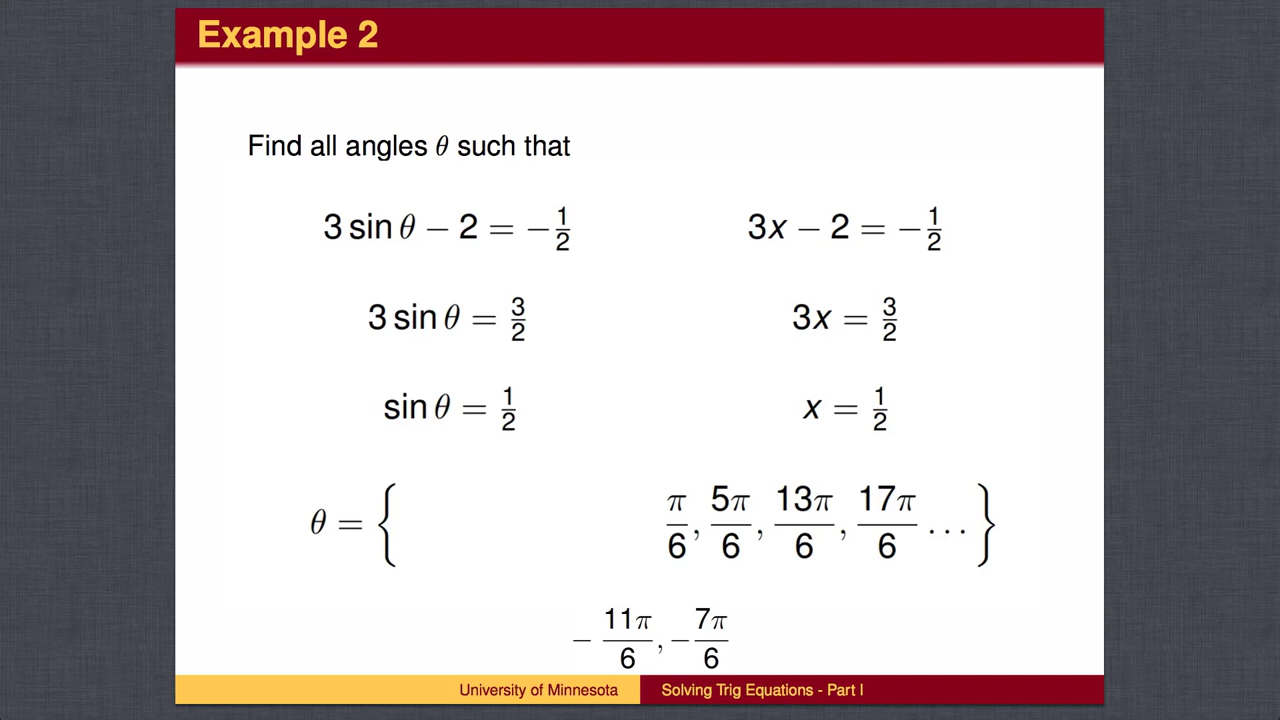 Example 2
Find all angles θ such that
3 sin θ − 2 = −1/2    3x − 2 = −1/2
3 sin θ = 3/2    3x = 3/2
sin θ = 1/2    x = 1/2
θ = { π/6, 5π/6, 13π/6, 17π/6 ... }
−11π/6, −7π/6
University of Minnesota    Solving Trig Equations - Part I